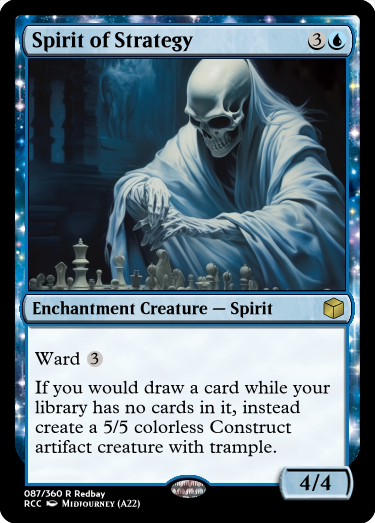 Spirit of Strategy 3
Enchantment Creature — Spirit
Ward 3
If you would draw a card while your
library has no cards in it, instead
create a 5/5 colorless Construct
artifact creature with trample.
4/4
087/360 R Redbay
RCC Midjourney (A22)